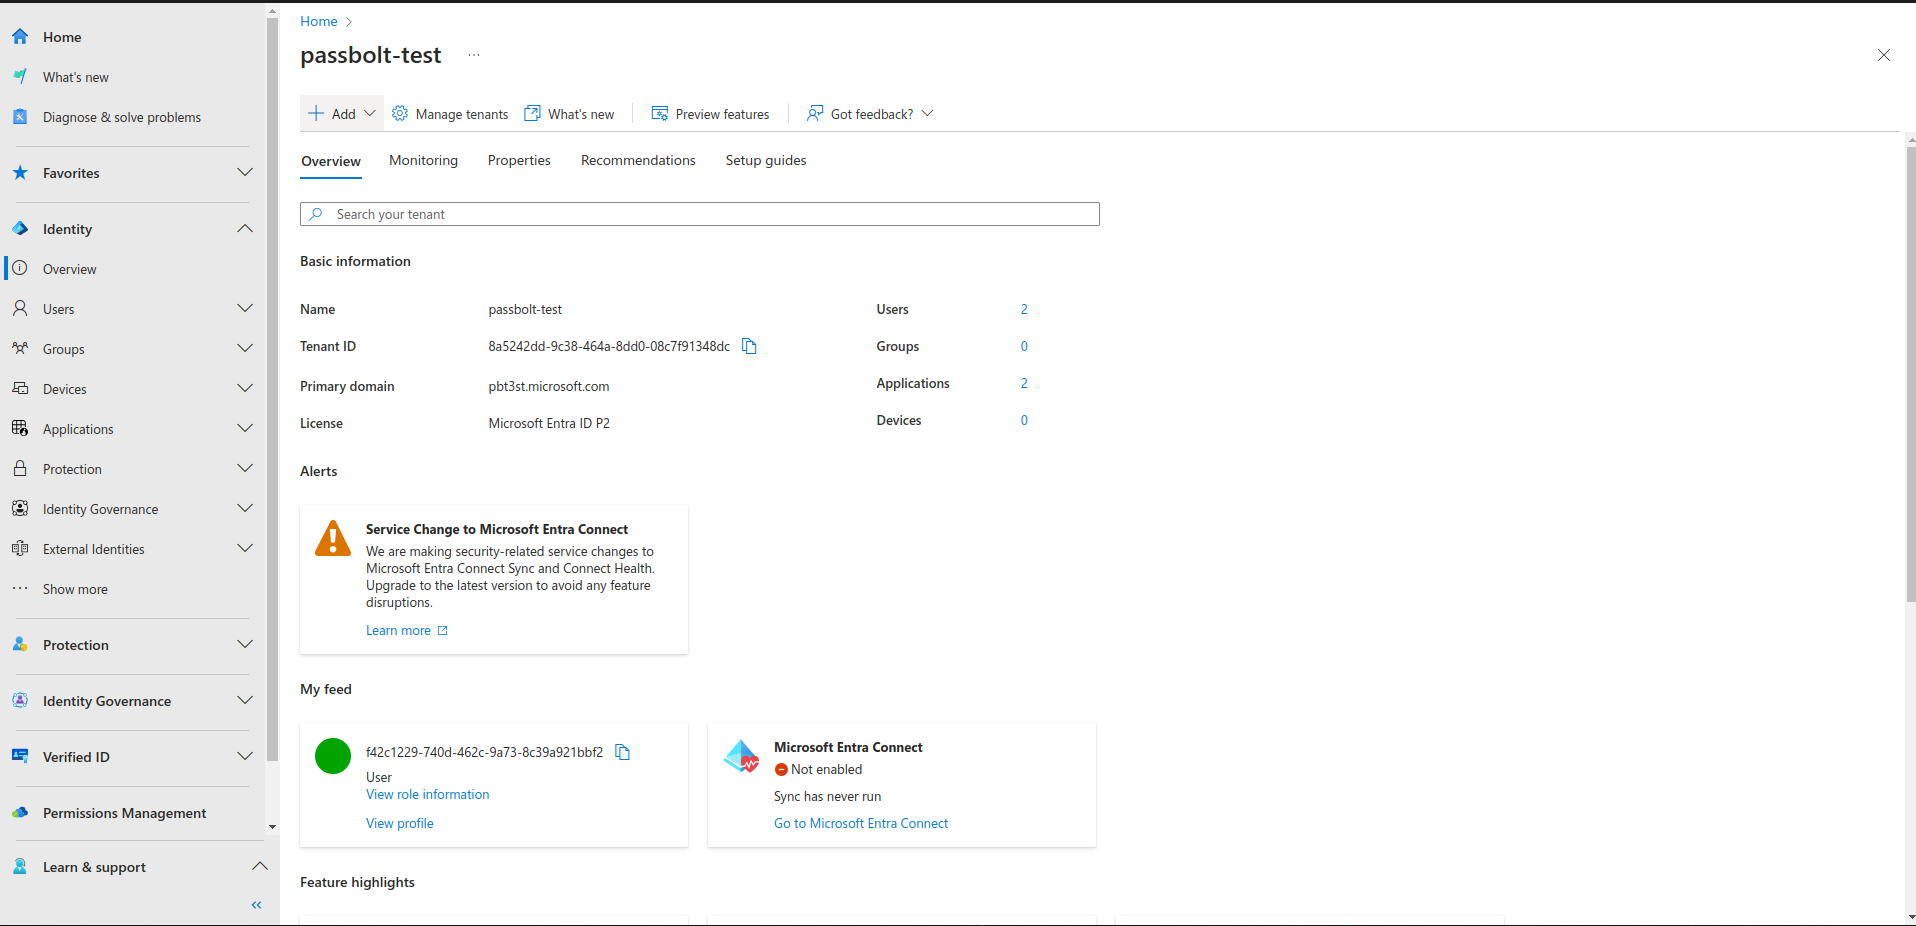 Home
What's new
Diagnose & solve problems
Favorites
Identity
Overview
Users
Groups
Devices
Applications
Protection
Identity Governance
External Identities
Show more
Protection
Identity Governance
Verified ID
Permissions Management
Learn & support
Home
passbolt-test
Add
Manage tenants
What's new
Preview features
Got feedback?
Overview
Monitoring
Properties
Recommendations
Setup guides
Search your tenant
Basic information
Name
passbolt-test
Users
2
Tenant ID
8a5242dd-9c38-464a-8dd0-08c7f91348dc
Groups
0
Primary domain
pbt3st.microsoft.com
Applications
2
License
Microsoft Entra ID P2
Devices
0
Alerts
Service Change to Microsoft Entra Connect
We are making security-related service changes to
Microsoft Entra Connect Sync and Connect Health.
Upgrade to the latest version to avoid any feature
disruptions.
Learn more
My feed
f42c1229-740d-462c-9a73-8c39a921bbf2
User
View role information
View profile
Microsoft Entra Connect
Not enabled
Sync has never run
Go to Microsoft Entra Connect
Feature highlights